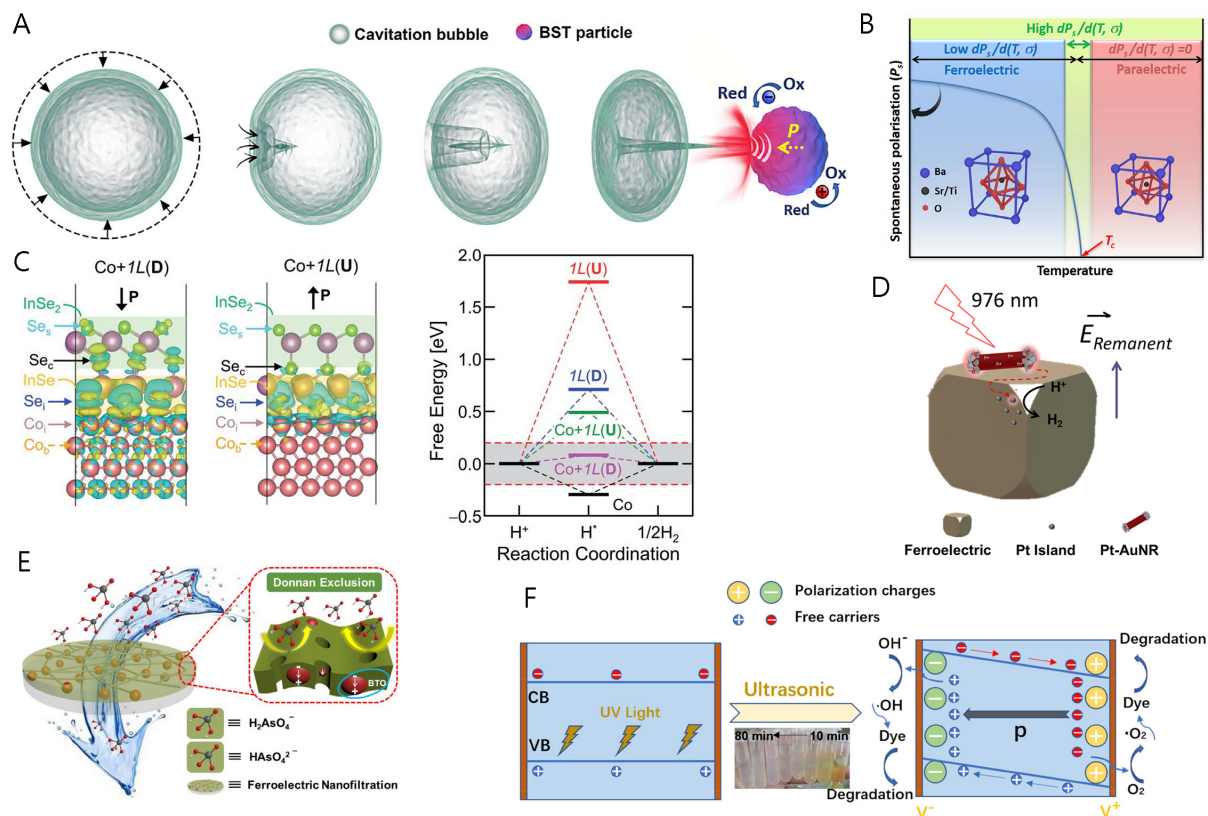 A
Cavitation bubble
BST particle
Red
Ox
P
Ox
Red
B
High dPs/d(T, σ)
Low dPs/d(T, σ)
dPs/d(T, σ) =0
Ferroelectric
Paraelectric
Spontaneous polarisation (Ps)
Ba
Sr/Ti
O
Tc
Temperature
C
Co+1L(D)
Co+1L(U)
P
P
InSe2
Ses
Sec
InSe
Sei
Coi
Cob
InSe2
Ses
Sec
InSe
Sei
Coi
Cob
Free Energy [eV]
2.0
1.5
1.0
0.5
0.0
−0.5
1L(U)
1L(D)
Co+1L(U)
Co+1L(D)
Co
H+
H*
1/2H2
Reaction Coordination
D
976 nm
E Remanent
H+
H2
Ferroelectric
Pt Island
Pt-AuNR
E
Donnan Exclusion
BTO
≡ H2AsO4−
≡ HAsO42−
≡ Ferroelectric Nanofiltration
F
Polarization charges
Free carriers
CB
UV Light
VB
Ultrasonic
80 min
10 min
OH−
·OH
Dye
Degradation
p
Degradation
Dye
·O2
O2
V−
V+